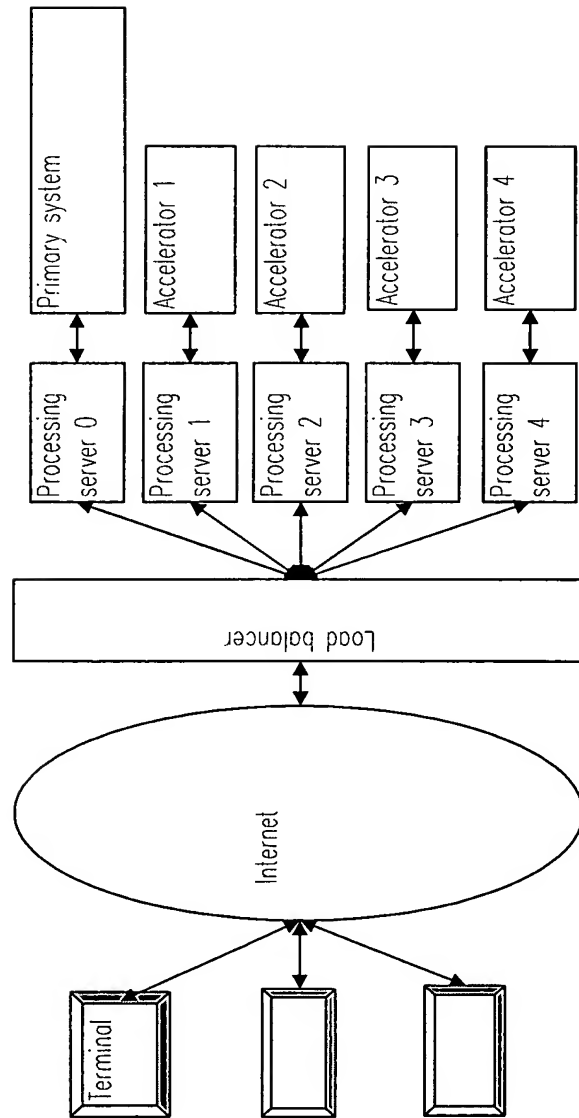 Terminal
Internet
Load balancer
Processing
server 0
Primary system
Processing
server 1
Accelerator 1
Processing
server 2
Accelerator 2
Processing
server 3
Accelerator 3
Processing
server 4
Accelerator 4